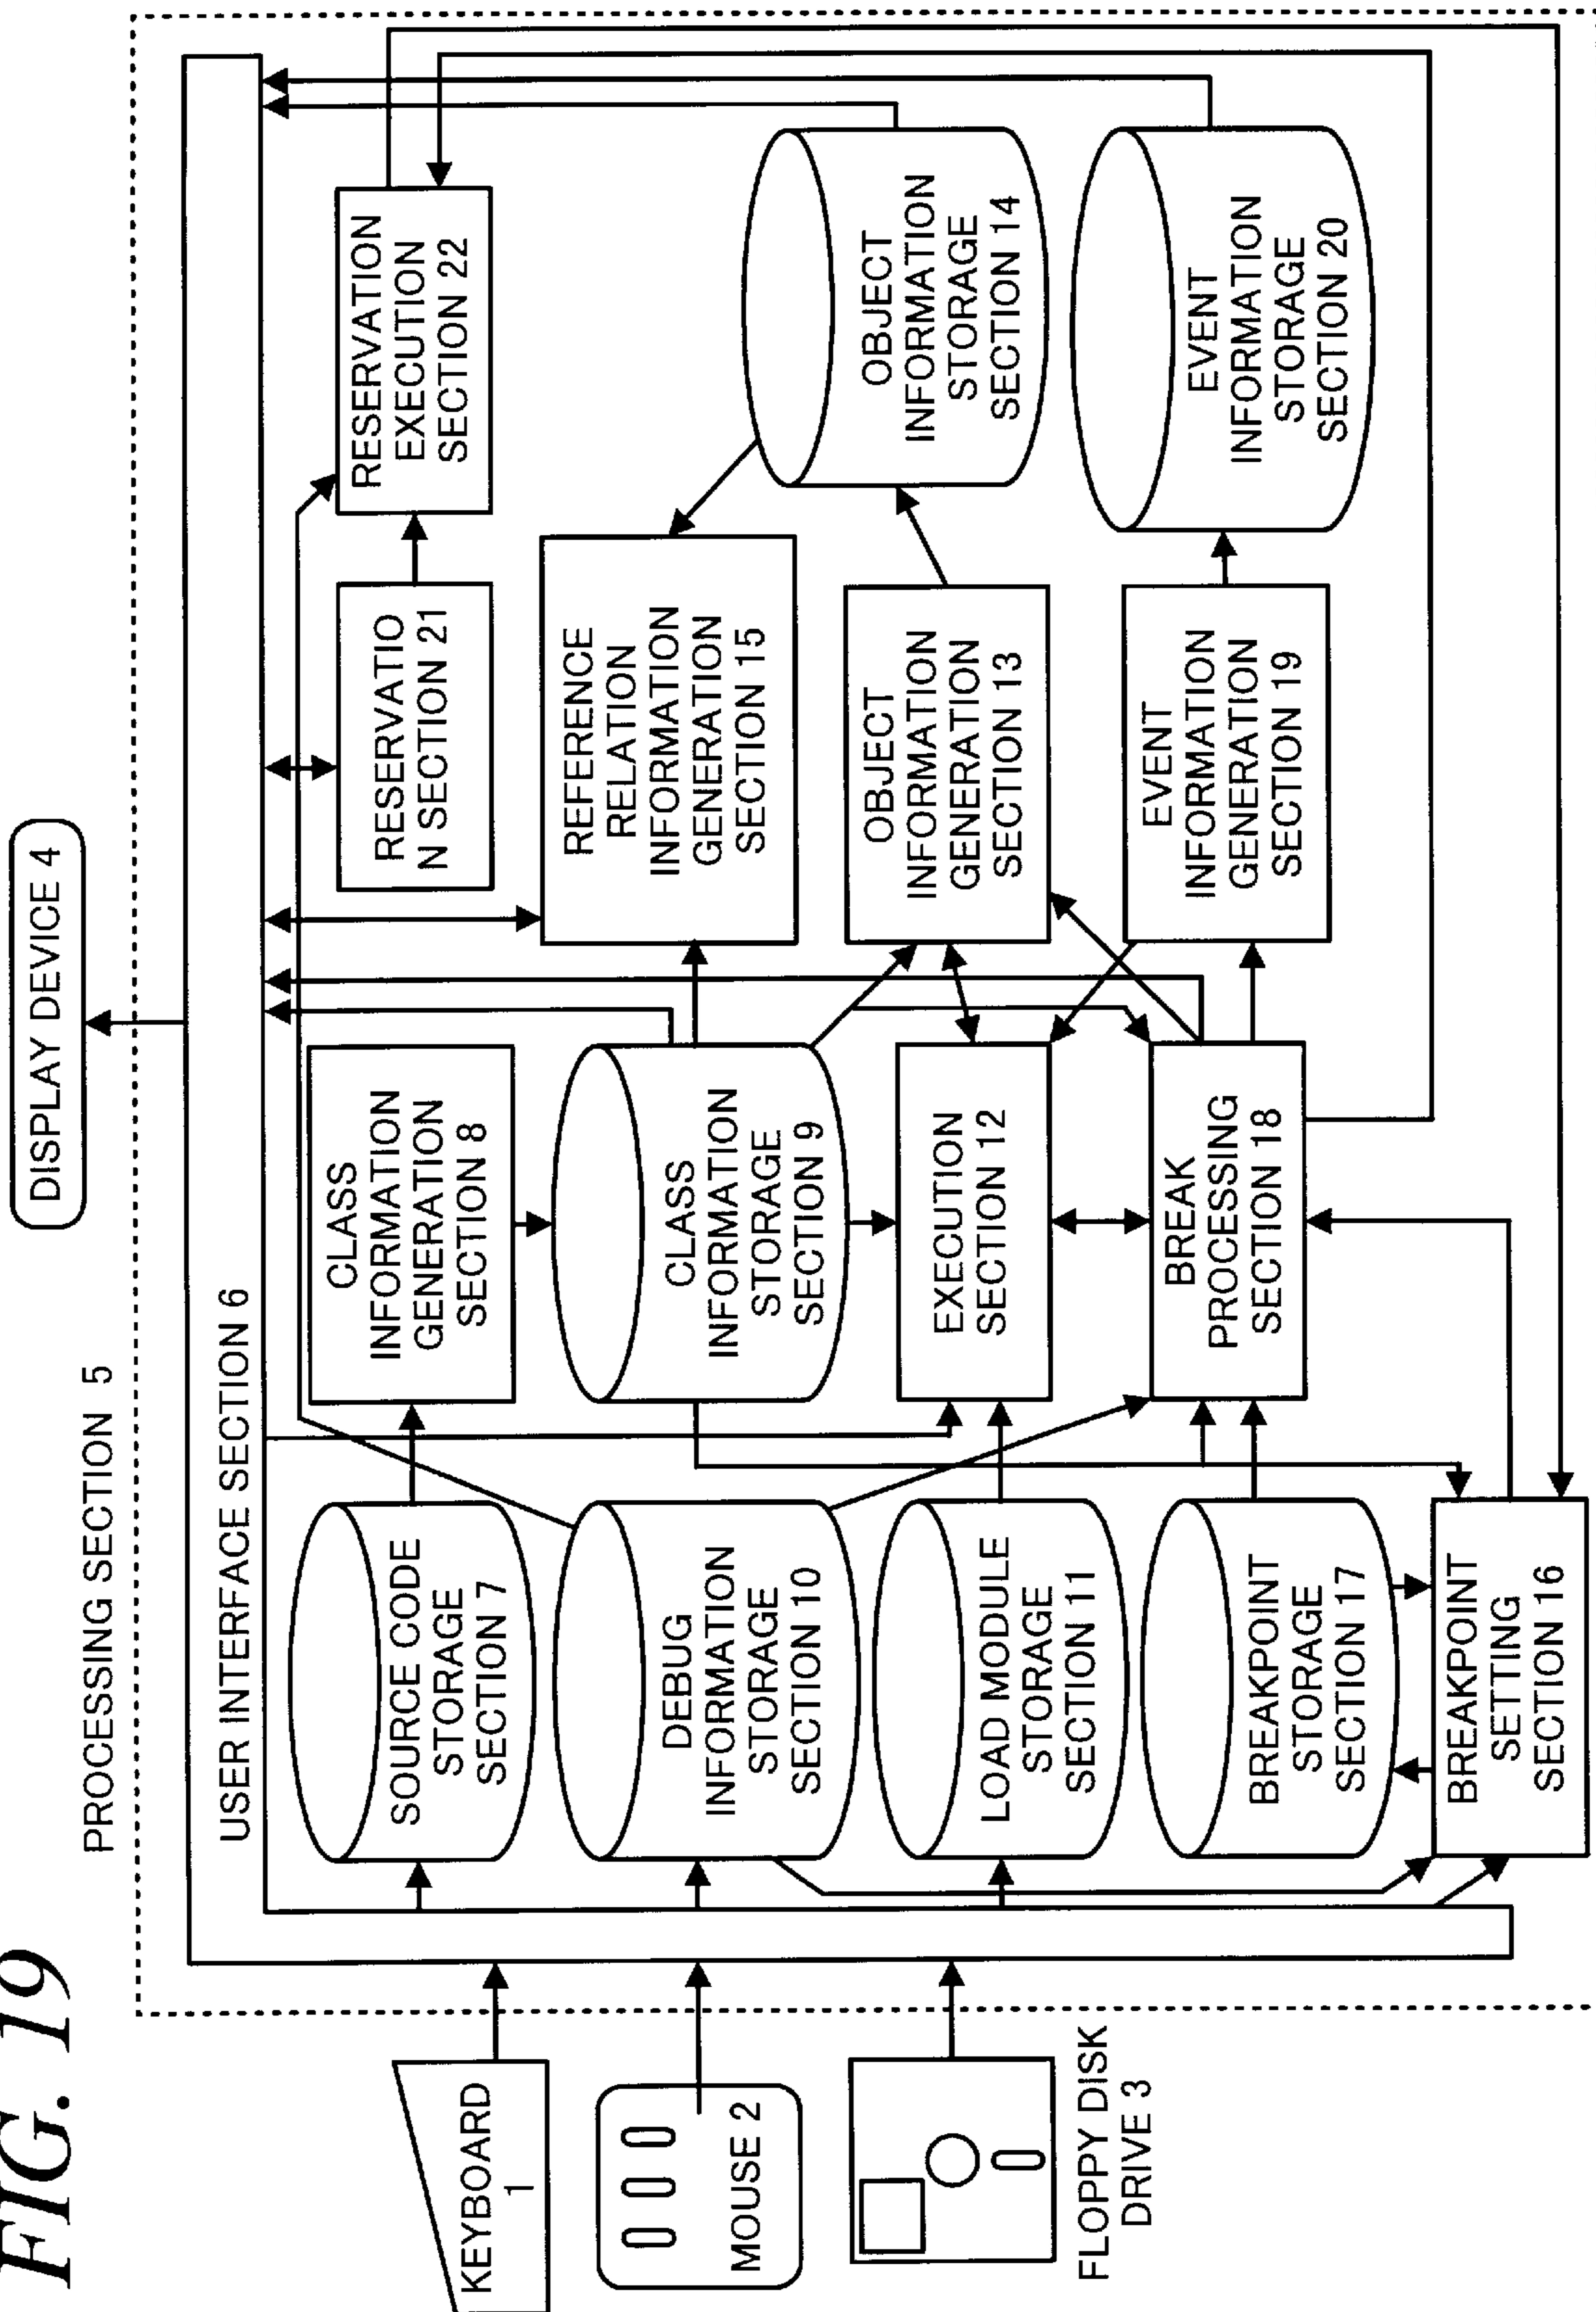 FIG. 19
DISPLAY DEVICE 4
PROCESSING SECTION 5
USER INTERFACE SECTION 6
KEYBOARD
1
MOUSE 2
FLOPPY DISK
DRIVE 3
SOURCE CODE
STORAGE
SECTION 7
CLASS
INFORMATION
GENERATION
SECTION 8
RESERVATIO
N SECTION 21
RESERVATION
EXECUTION
SECTION 22
DEBUG
INFORMATION
STORAGE
SECTION 10
CLASS
INFORMATION
STORAGE
SECTION 9
REFERENCE
RELATION
INFORMATION
GENERATION
SECTION 15
LOAD MODULE
STORAGE
SECTION 11
EXECUTION
SECTION 12
OBJECT
INFORMATION
GENERATION
SECTION 13
OBJECT
INFORMATION
STORAGE
SECTION 14
BREAKPOINT
STORAGE
SECTION 17
BREAK
PROCESSING
SECTION 18
EVENT
INFORMATION
GENERATION
SECTION 19
EVENT
INFORMATION
STORAGE
SECTION 20
BREAKPOINT
SETTING
SECTION 16